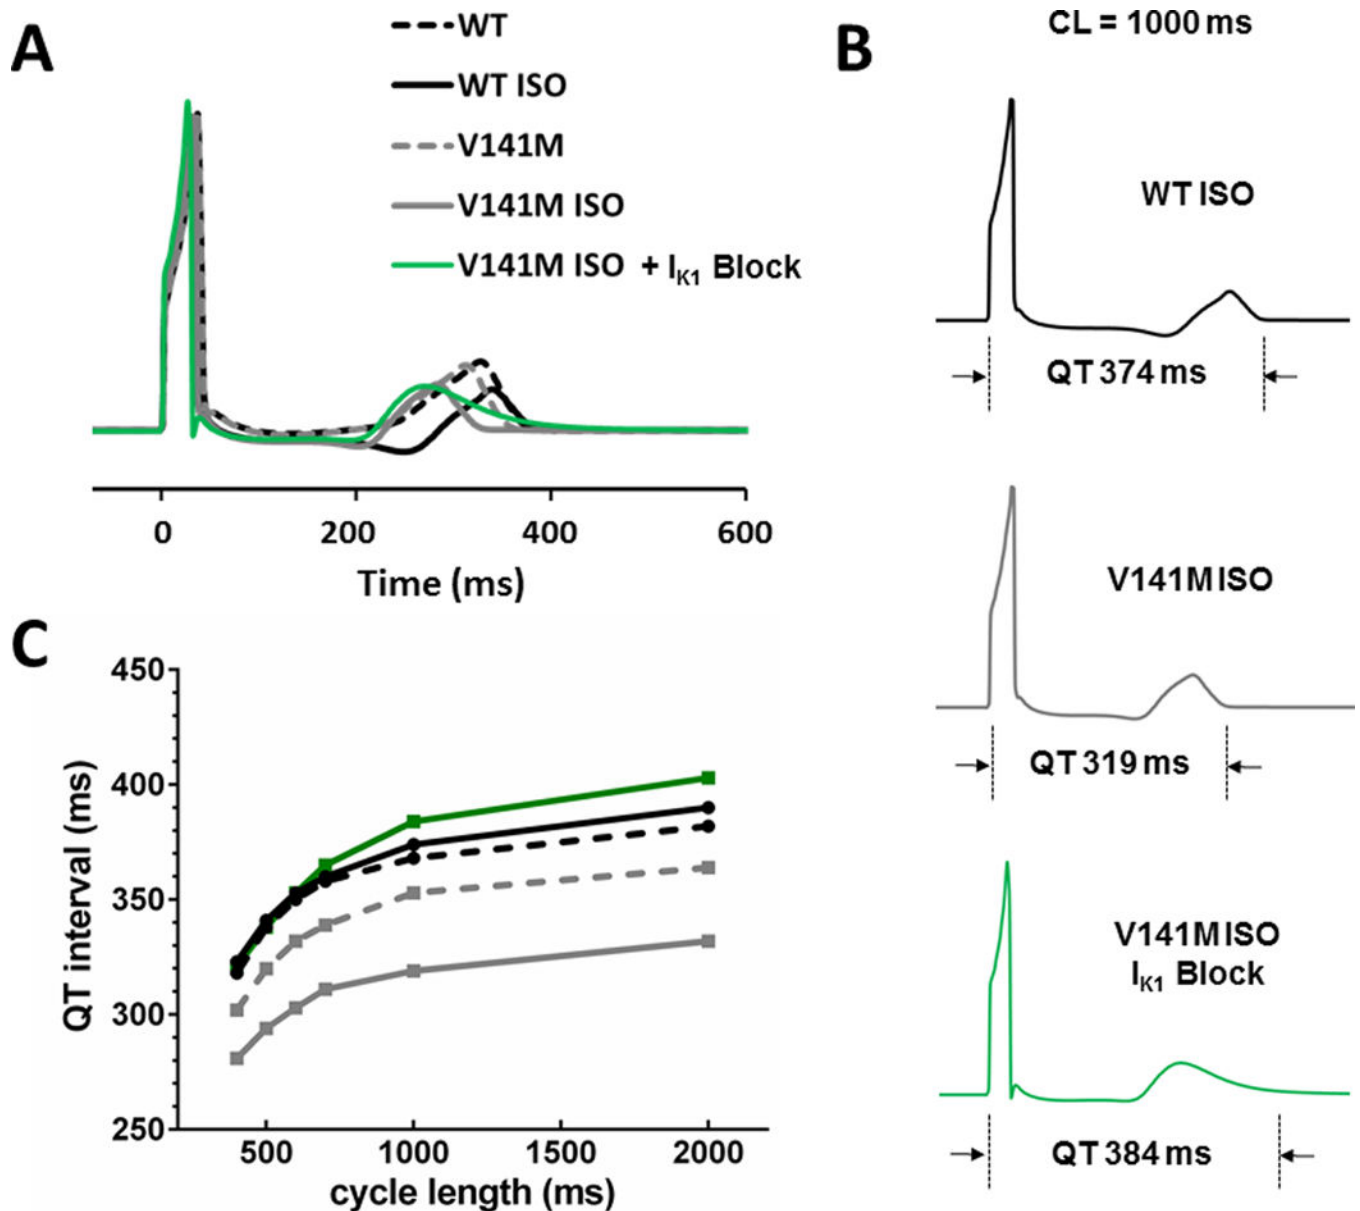 A
WT
WT ISO
V141M
V141M ISO
V141M ISO + IK1 Block
0 200 400 600
Time (ms)
B
CL = 1000 ms
WT ISO
QT 374 ms
V141M ISO
QT 319 ms
V141M ISO
IK1 Block
QT 384 ms
C
450
400
350
300
250
QT interval (ms)
500 1000 1500 2000
cycle length (ms)